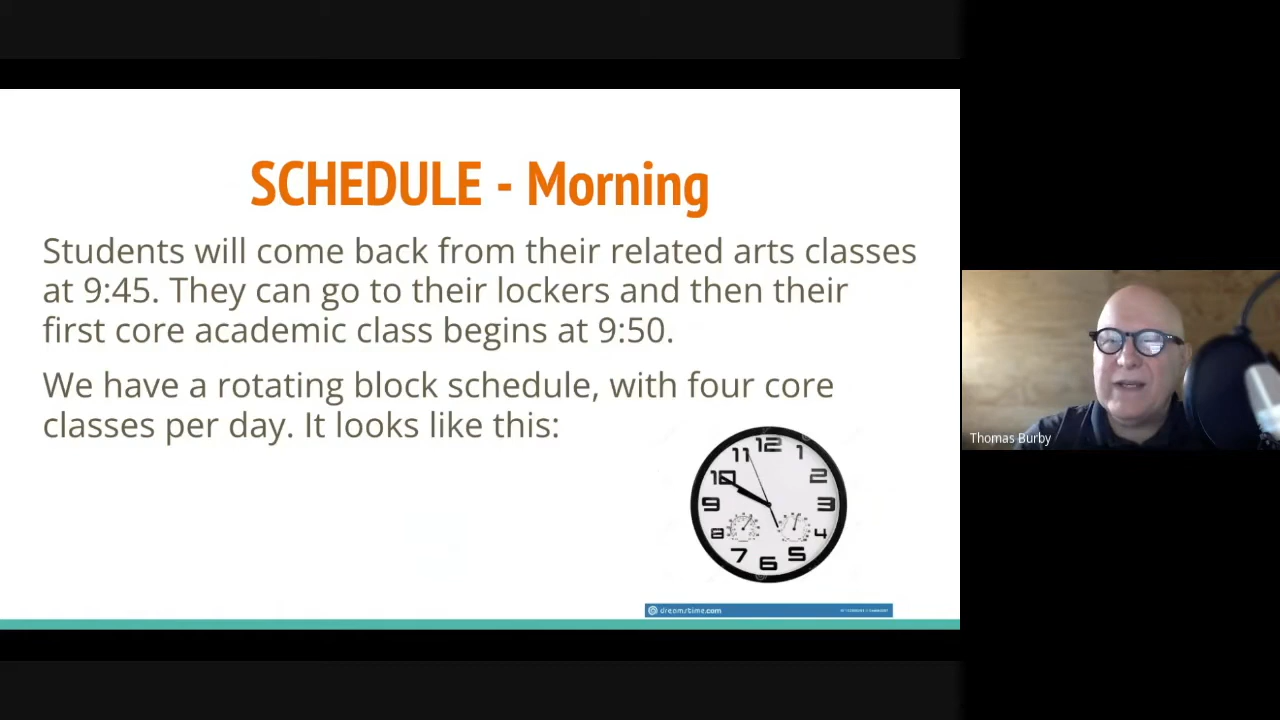 SCHEDULE - Morning
Students will come back from their related arts classes
at 9:45. They can go to their lockers and then their
first core academic class begins at 9:50.
We have a rotating block schedule, with four core
classes per day. It looks like this:
12
11 1
10 2
9 3
8 4
7 5
6
dreamstime.com
Thomas Burby